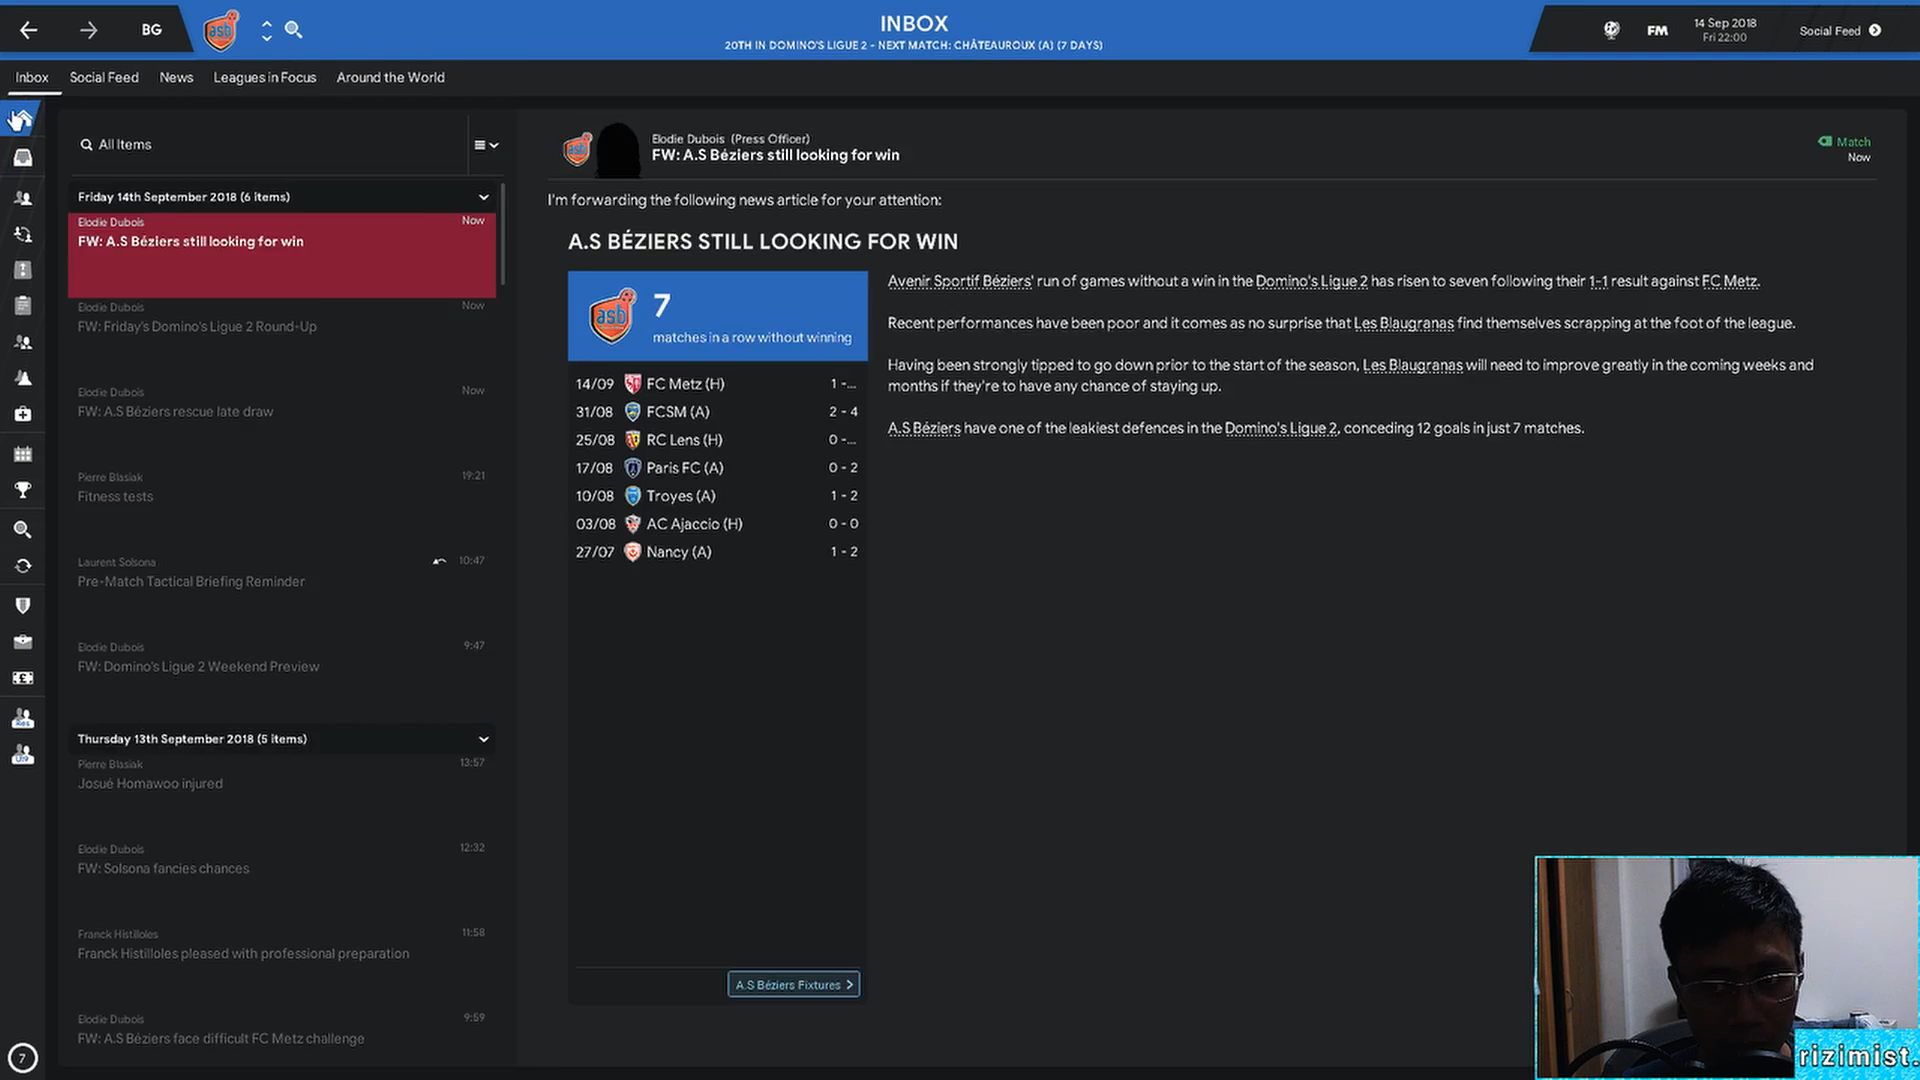 BG
asb
INBOX
20TH IN DOMINO'S LIGUE 2 - NEXT MATCH: CHÂTEAUROUX (A) (7 DAYS)
FM
14 Sep 2018
Fri 22:00
Social Feed
Inbox
Social Feed
News
Leagues in Focus
Around the World
All Items
Friday 14th September 2018 (6 items)
Elodie Dubois Now
FW: A.S Béziers still looking for win
Elodie Dubois Now
FW: Friday's Domino's Ligue 2 Round-Up
Elodie Dubois Now
FW: A.S Béziers rescue late draw
Pierre Blasiak 19:21
Fitness tests
Laurent Solsona 10:47
Pre-Match Tactical Briefing Reminder
Elodie Dubois 9:47
FW: Domino's Ligue 2 Weekend Preview
Thursday 13th September 2018 (5 items)
Pierre Blasiak 13:57
Josué Homawoo injured
Elodie Dubois 12:32
FW: Solsona fancies chances
Franck Histilloles 11:58
Franck Histilloles pleased with professional preparation
Elodie Dubois 9:59
FW: A.S Béziers face difficult FC Metz challenge
Res
U19
7
asb
Elodie Dubois (Press Officer)
FW: A.S Béziers still looking for win
Match
Now
I'm forwarding the following news article for your attention:
A.S BÉZIERS STILL LOOKING FOR WIN
asb
7
matches in a row without winning
14/09 FC Metz (H) 1 -...
31/08 FCSM (A) 2 - 4
25/08 RC Lens (H) 0 -...
17/08 Paris FC (A) 0 - 2
10/08 Troyes (A) 1 - 2
03/08 AC Ajaccio (H) 0 - 0
27/07 Nancy (A) 1 - 2
A.S Béziers Fixtures
Avenir Sportif Béziers' run of games without a win in the Domino's Ligue 2 has risen to seven following their 1-1 result against FC Metz.
Recent performances have been poor and it comes as no surprise that Les Blaugranas find themselves scrapping at the foot of the league.
Having been strongly tipped to go down prior to the start of the season, Les Blaugranas will need to improve greatly in the coming weeks and
months if they're to have any chance of staying up.
A.S Béziers have one of the leakiest defences in the Domino's Ligue 2, conceding 12 goals in just 7 matches.
rizimist.